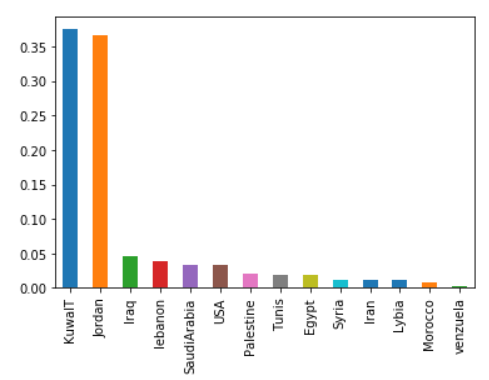 0.35
0.30
0.25
0.20
0.15
0.10
0.05
0.00
KuwaIT
Jordan
Iraq
lebanon
SaudiArabia
USA
Palestine
Tunis
Egypt
Syria
Iran
Lybia
Morocco
venzuela